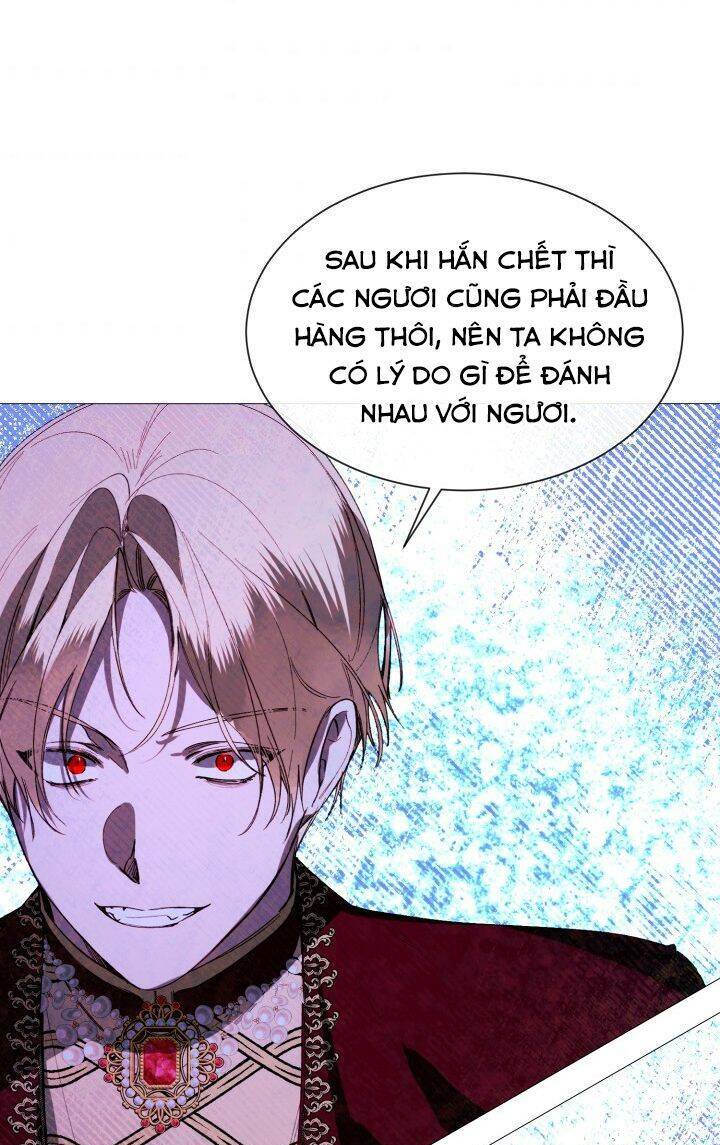 SAU KHI HẮN CHẾT THÌ
CÁC NGƯƠI CŨNG PHẢI ĐẦU
HÀNG THÔI, NÊN TA KHÔNG
CÓ LÝ DO GÌ ĐỂ ĐÁNH
NHAU VỚI NGƯƠI.